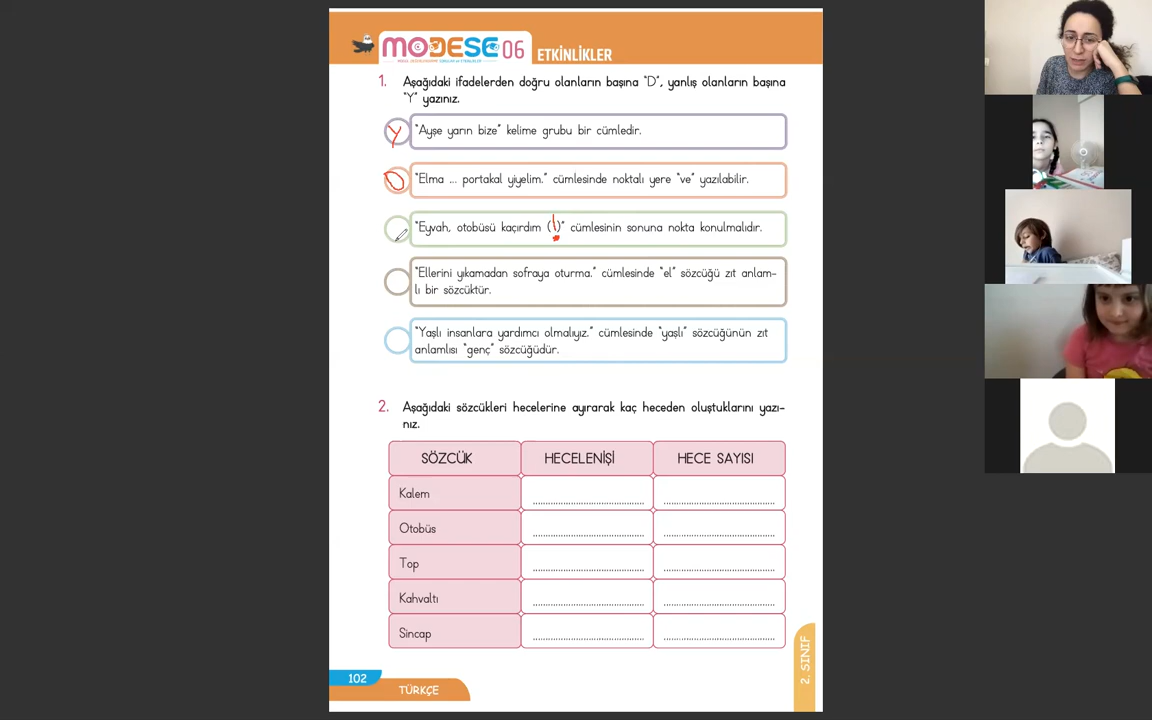 MODESE 06 ETKİNLİKLER
1. Aşağıdaki ifadelerden doğru olanların başına "D", yanlış olanların başına
"Y" yazınız.
Y "Ayşe yarın bize" kelime grubu bir cümledir.
D "Elma ... portakal yiyelim." cümlesinde noktalı yere "ve" yazılabilir.
"Eyvah, otobüsü kaçırdım (!)" cümlesinin sonuna nokta konulmalıdır.
"Ellerini yıkamadan sofraya oturma." cümlesinde "el" sözcüğü zıt anlam-
lı bir sözcüktür.
"Yaşlı insanlara yardımcı olmalıyız." cümlesinde "yaşlı" sözcüğünün zıt
anlamlısı "genç" sözcüğüdür.
2. Aşağıdaki sözcükleri hecelerine ayırarak kaç heceden oluştuklarını yazı-
nız.
SÖZCÜK HECELENİŞİ HECE SAYISI
Kalem
Otobüs
Top
Kahvaltı
Sincap
2. SINIF
102
TÜRKÇE